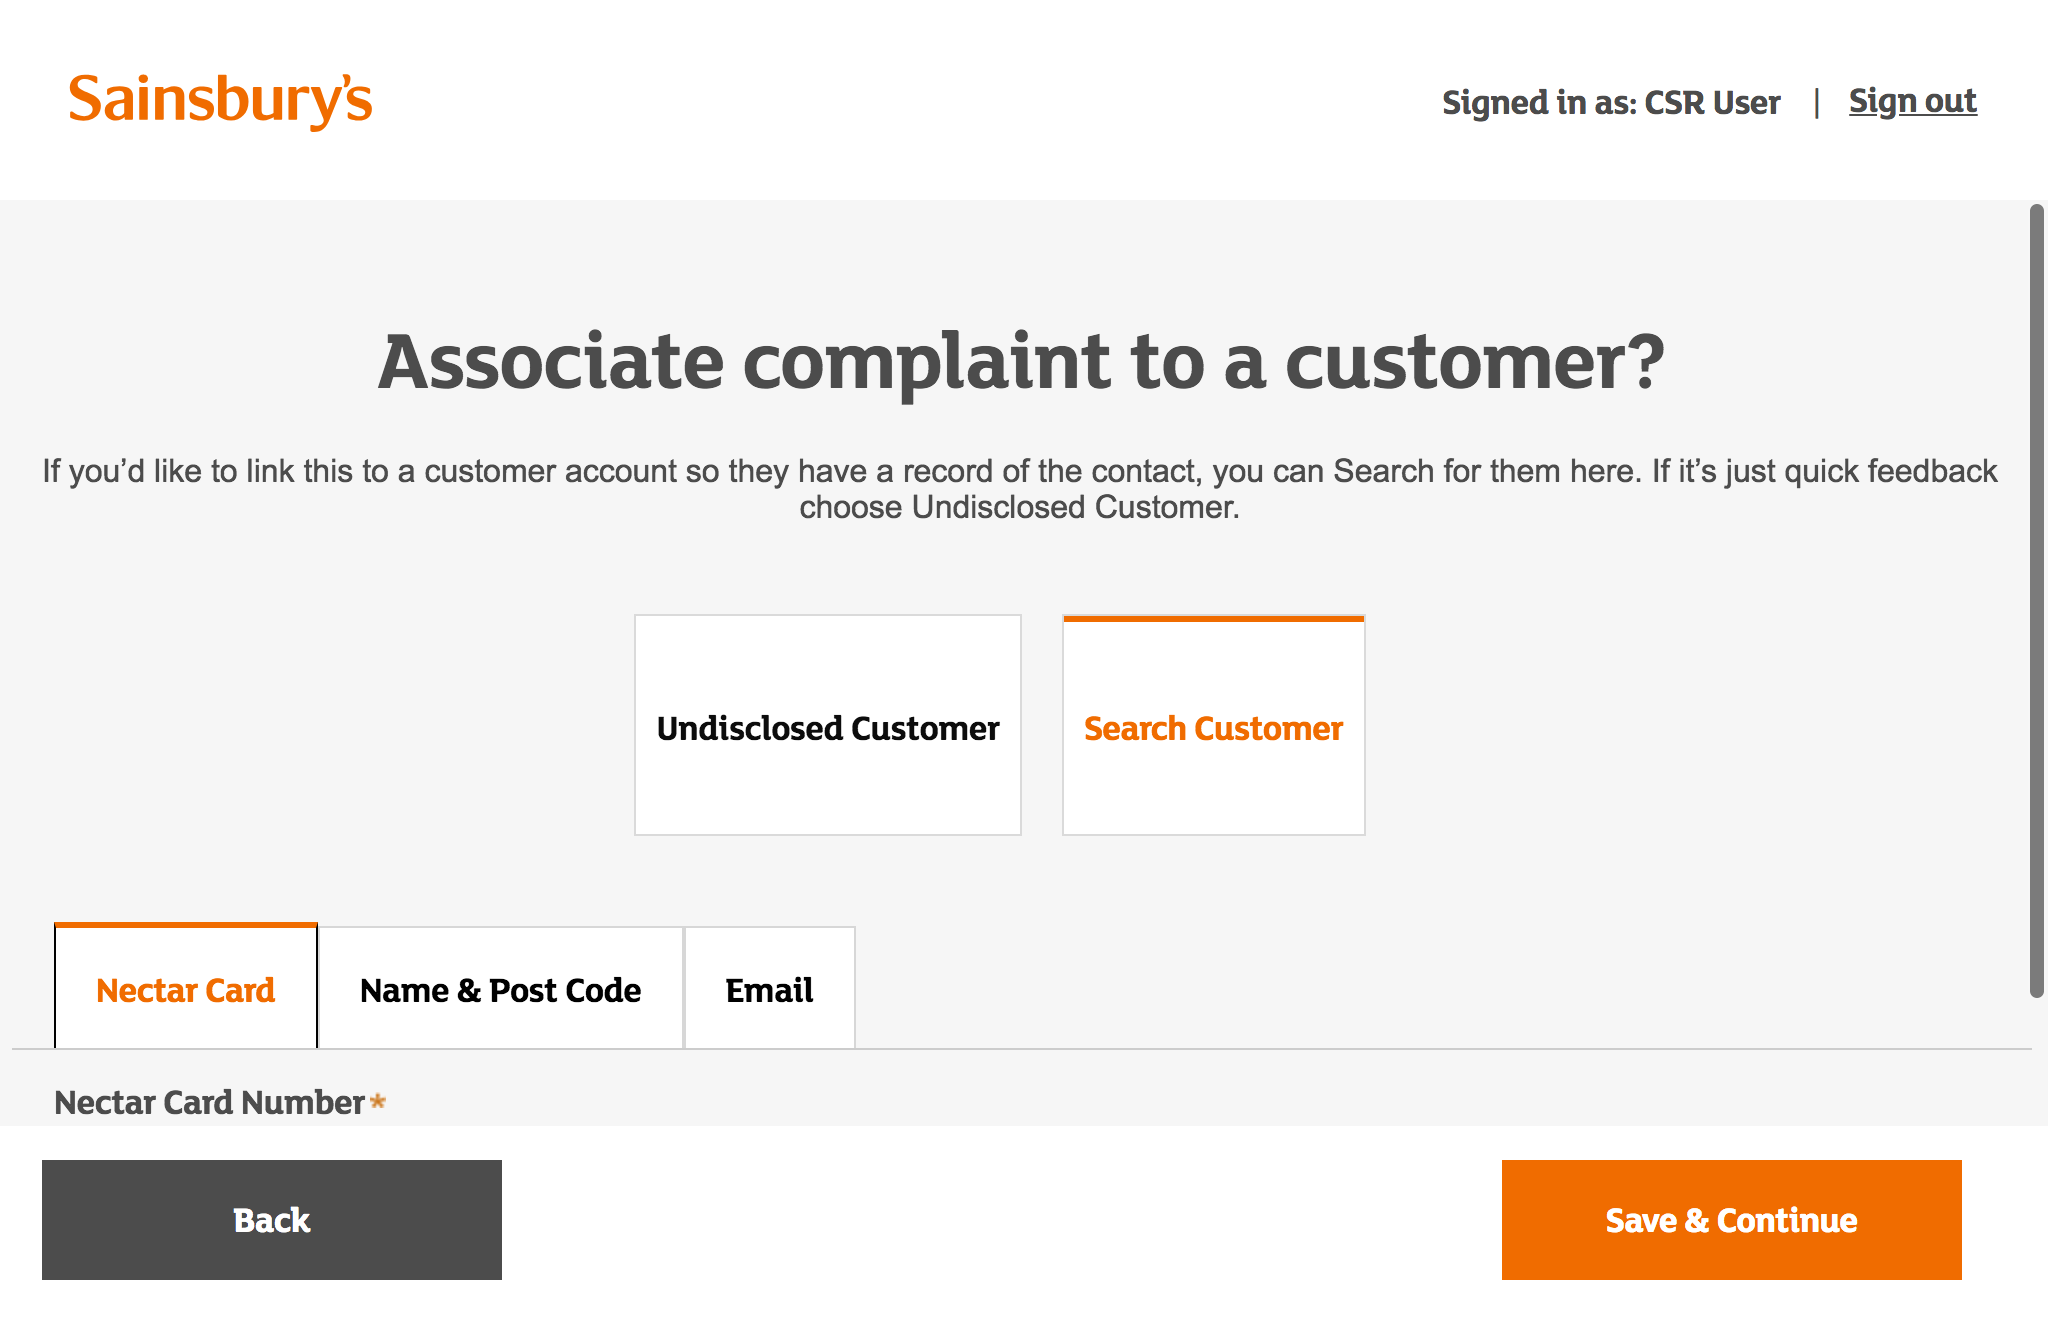 Sainsbury's
Signed in as: CSR User | Sign out
Associate complaint to a customer?
If you’d like to link this to a customer account so they have a record of the contact, you can Search for them here. If it’s just quick feedback
choose Undisclosed Customer.
Undisclosed Customer
Search Customer
Nectar Card
Name & Post Code
Email
Nectar Card Number*
Back
Save & Continue